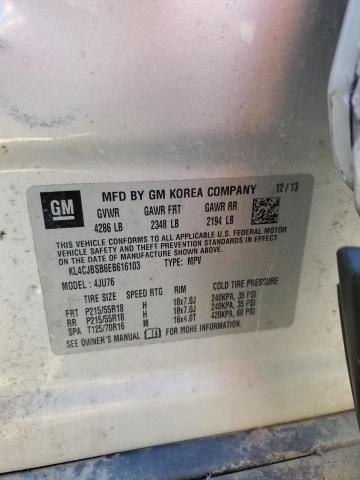 GM
MFD BY GM KOREA COMPANY 12 / 13
GVWR GAWR FRT GAWR RR
4286 LB 2348 LB 2194 LB
THIS VEHICLE CONFORMS TO ALL APPLICABLE U.S. FEDERAL MOTOR
VEHICLE SAFETY, BUMPER, AND THEFT PREVENTION STANDARDS IN EFFECT
ON THE DATE OF MANUFACTURE SHOWN ABOVE.
KL4CJBSB6EB616103 TYPE: MPV
MODEL: 4JU76
TIRE SIZE SPEED RTG RIM COLD TIRE PRESSURE
FRT P215/55R18 H 18x7.0J 240KPA, 35 PSI
RR P215/55R18 H 18x7.0J 240KPA, 35 PSI
SP T125/70R16 M 16x4.0T 420KPA, 60 PSI
SEE OWNER'S MANUAL FOR MORE INFORMATION.